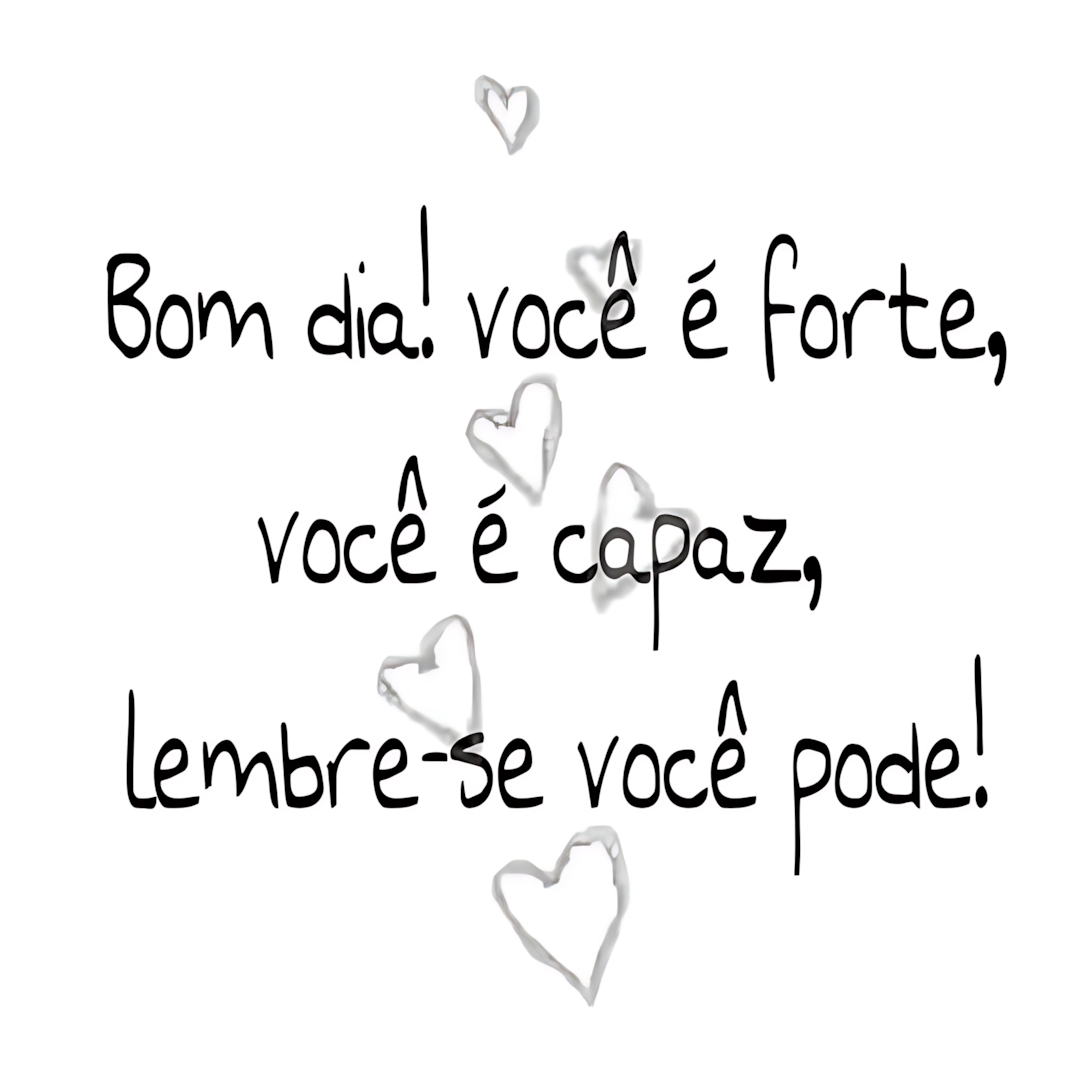 Bom dia! você é forte,
você é capaz,
lembre-se você pode!